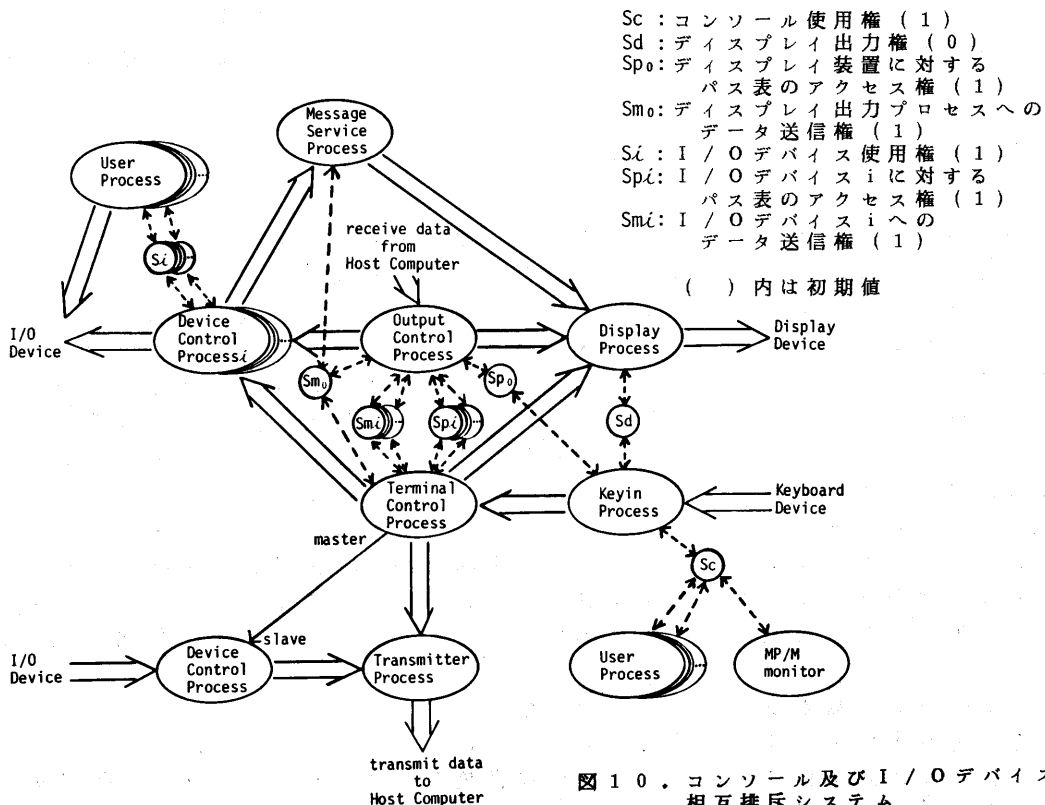 Sc：コンソール使用権（1）
Sd：ディスプレイ出力権（0）
Sp₀：ディスプレイ装置に対する
パス表のアクセス権（1）
Sm₀：ディスプレイ出力プロセスへの
データ送信権（1）
Si：I/Oデバイス使用権（1）
Spi：I/Oデバイスiに対する
パス表のアクセス権（1）
Smi：I/Oデバイスiへの
データ送信権（1）
（　）内は初期値
Message
Service
Process
User
Process
Si
receive data
from
Host Computer
I/O
Device
Device
Control
Processi
Output
Control
Process
Display
Process
Display
Device
Sm₀
Smi
Spi
Sp₀
Sd
Terminal
Control
Process
Keyin
Process
Keyboard
Device
master
Sc
slave
I/O
Device
Device
Control
Process
Transmitter
Process
User
Process
MP/M
monitor
transmit data
to
Host Computer
図10．コンソール及びI/Oデバイス
相互排斥システム